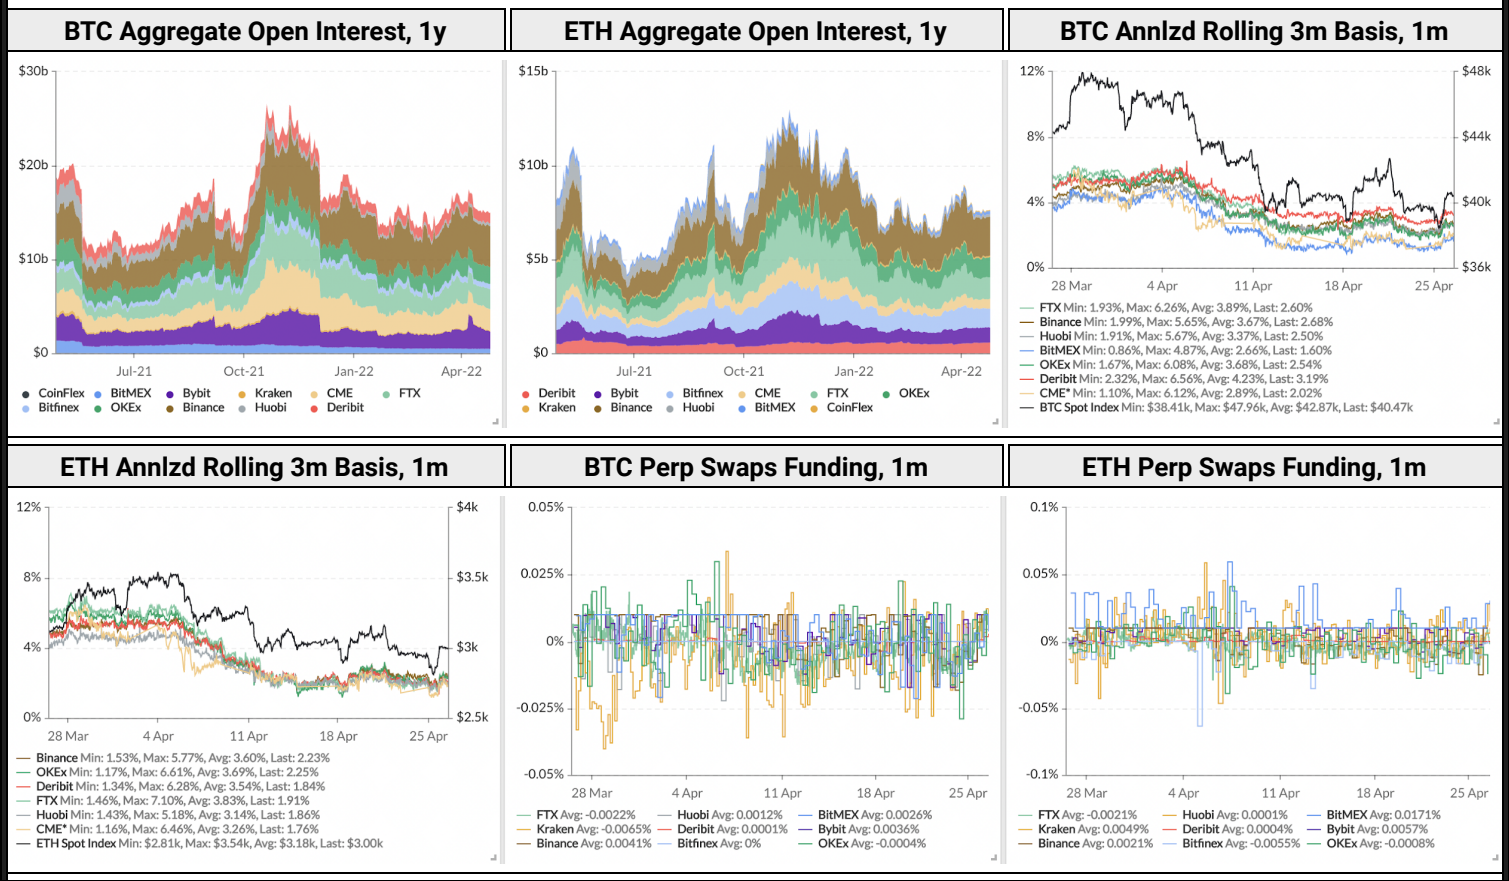 BTC Aggregate Open Interest, 1y
$30b
$20b
$10b
$0
Jul-21 Oct-21 Jan-22 Apr-22
CoinFlex BitMEX Bybit Kraken CME FTX
Bitfinex OKEx Binance Huobi Deribit
ETH Aggregate Open Interest, 1y
$15b
$10b
$5b
$0
Jul-21 Oct-21 Jan-22 Apr-22
Deribit Bybit Bitfinex CME FTX OKEx
Kraken Binance Huobi BitMEX CoinFlex
BTC Annlzd Rolling 3m Basis, 1m
12% $48k
8% $44k
4% $40k
0% $36k
28 Mar 4 Apr 11 Apr 18 Apr 25 Apr
FTX Min: 1.93%, Max: 6.26%, Avg: 3.89%, Last: 2.60%
Binance Min: 1.99%, Max: 5.65%, Avg: 3.67%, Last: 2.68%
Huobi Min: 1.91%, Max: 5.67%, Avg: 3.37%, Last: 2.50%
BitMEX Min: 0.86%, Max: 4.87%, Avg: 2.66%, Last: 1.60%
OKEx Min: 1.67%, Max: 6.08%, Avg: 3.68%, Last: 2.54%
Deribit Min: 2.32%, Max: 6.56%, Avg: 4.23%, Last: 3.19%
CME* Min: 1.10%, Max: 6.12%, Avg: 2.89%, Last: 2.02%
BTC Spot Index Min: $38.41k, Max: $47.96k, Avg: $42.87k, Last: $40.47k
ETH Annlzd Rolling 3m Basis, 1m
12% $4k
8% $3.5k
4% $3k
0% $2.5k
28 Mar 4 Apr 11 Apr 18 Apr 25 Apr
Binance Min: 1.53%, Max: 5.77%, Avg: 3.60%, Last: 2.23%
OKEx Min: 1.17%, Max: 6.61%, Avg: 3.69%, Last: 2.25%
Deribit Min: 1.34%, Max: 6.28%, Avg: 3.54%, Last: 1.84%
FTX Min: 1.46%, Max: 7.10%, Avg: 3.83%, Last: 1.91%
Huobi Min: 1.43%, Max: 5.18%, Avg: 3.14%, Last: 1.86%
CME* Min: 1.16%, Max: 6.46%, Avg: 3.26%, Last: 1.76%
ETH Spot Index Min: $2.81k, Max: $3.54k, Avg: $3.18k, Last: $3.00k
BTC Perp Swaps Funding, 1m
0.05%
0.025%
0%
-0.025%
-0.05%
28 Mar 4 Apr 11 Apr 18 Apr 25 Apr
FTX Avg: -0.0022% Huobi Avg: 0.0012% BitMEX Avg: 0.0026%
Kraken Avg: -0.0065% Deribit Avg: 0.0001% Bybit Avg: 0.0036%
Binance Avg: 0.0041% Bitfinex Avg: 0% OKEx Avg: -0.0004%
ETH Perp Swaps Funding, 1m
0.1%
0.05%
0%
-0.05%
-0.1%
28 Mar 4 Apr 11 Apr 18 Apr 25 Apr
FTX Avg: -0.0021% Huobi Avg: 0.0001% BitMEX Avg: 0.0171%
Kraken Avg: 0.0049% Deribit Avg: 0.0004% Bybit Avg: 0.0057%
Binance Avg: 0.0021% Bitfinex Avg: -0.0055% OKEx Avg: -0.0008%